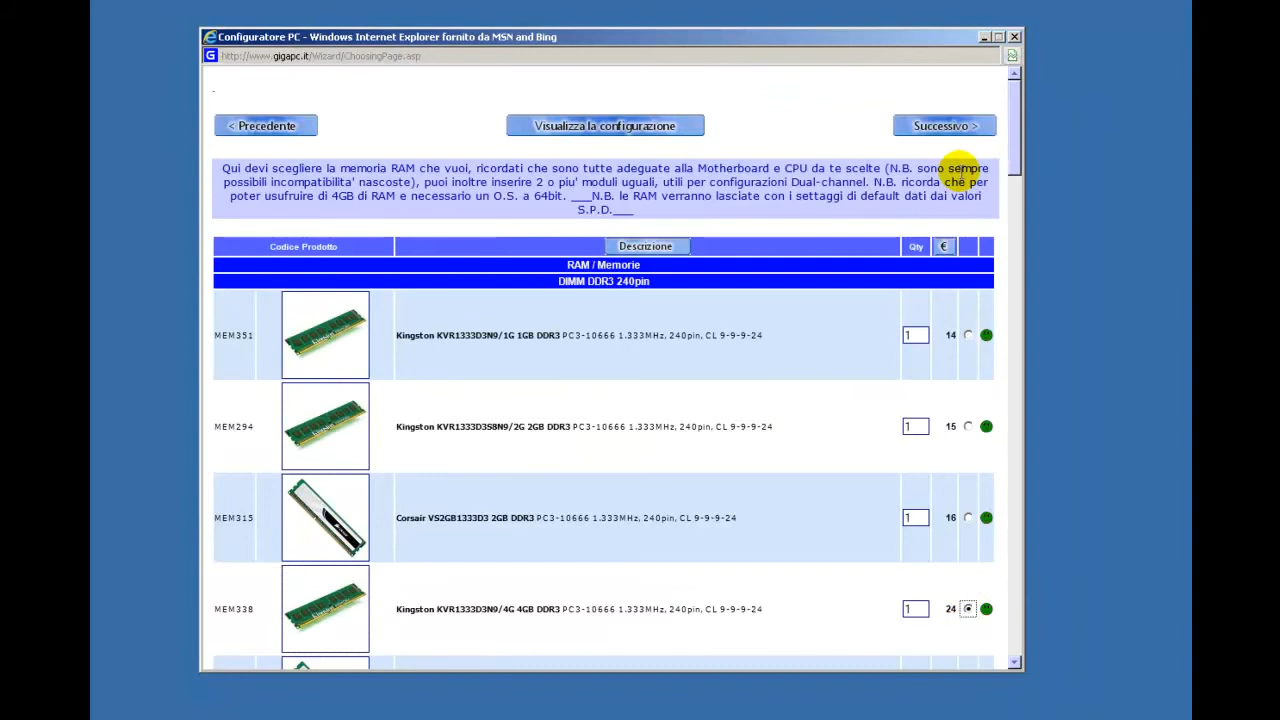 Configuratore PC - Windows Internet Explorer fornito da MSN and Bing
http://www.gigapc.it/Wizard/ChoosingPage.asp
.
< Precedente Visualizza la configurazione Successivo >
Qui devi scegliere la memoria RAM che vuoi, ricordati che sono tutte adeguate alla Motherboard e CPU da te scelte (N.B. sono sempre
possibili incompatibilita' nascoste), puoi inoltre inserire 2 o piu' moduli uguali, utili per configurazioni Dual-channel. N.B. ricorda che per
poter usufruire di 4GB di RAM e necessario un O.S. a 64bit. ___N.B. le RAM verranno lasciate con i settaggi di default dati dai valori
S.P.D.___
Codice Prodotto Descrizione Qty €
RAM / Memorie
DIMM DDR3 240pin
MEM351 Kingston KVR1333D3N9/1G 1GB DDR3 PC3-10666 1.333MHz, 240pin, CL 9-9-9-24 1 14
MEM294 Kingston KVR1333D3S8N9/2G 2GB DDR3 PC3-10666 1.333MHz, 240pin, CL 9-9-9-24 1 15
MEM315 Corsair VS2GB1333D3 2GB DDR3 PC3-10666 1.333MHz, 240pin, CL 9-9-9-24 1 16
MEM338 Kingston KVR1333D3N9/4G 4GB DDR3 PC3-10666 1.333MHz, 240pin, CL 9-9-9-24 1 24